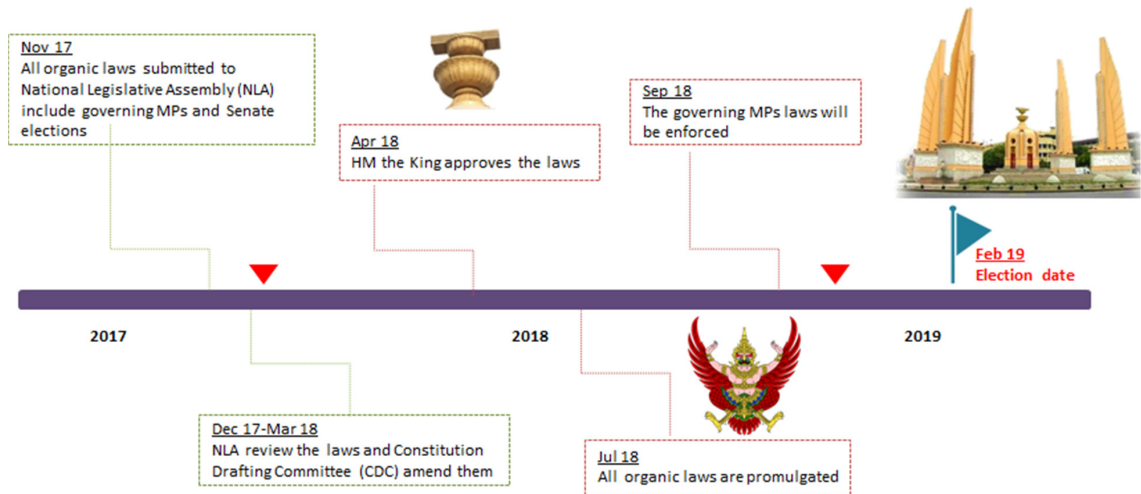 Nov 17
All organic laws submitted to
National Legislative Assembly (NLA)
include governing MPs and Senate
elections
Apr 18
HM the King approves the laws
Sep 18
The governing MPs laws will
be enforced
Feb 19
Election date
2017
2018
2019
Dec 17-Mar 18
NLA review the laws and Constitution
Drafting Committee (CDC) amend them
Jul 18
All organic laws are promulgated